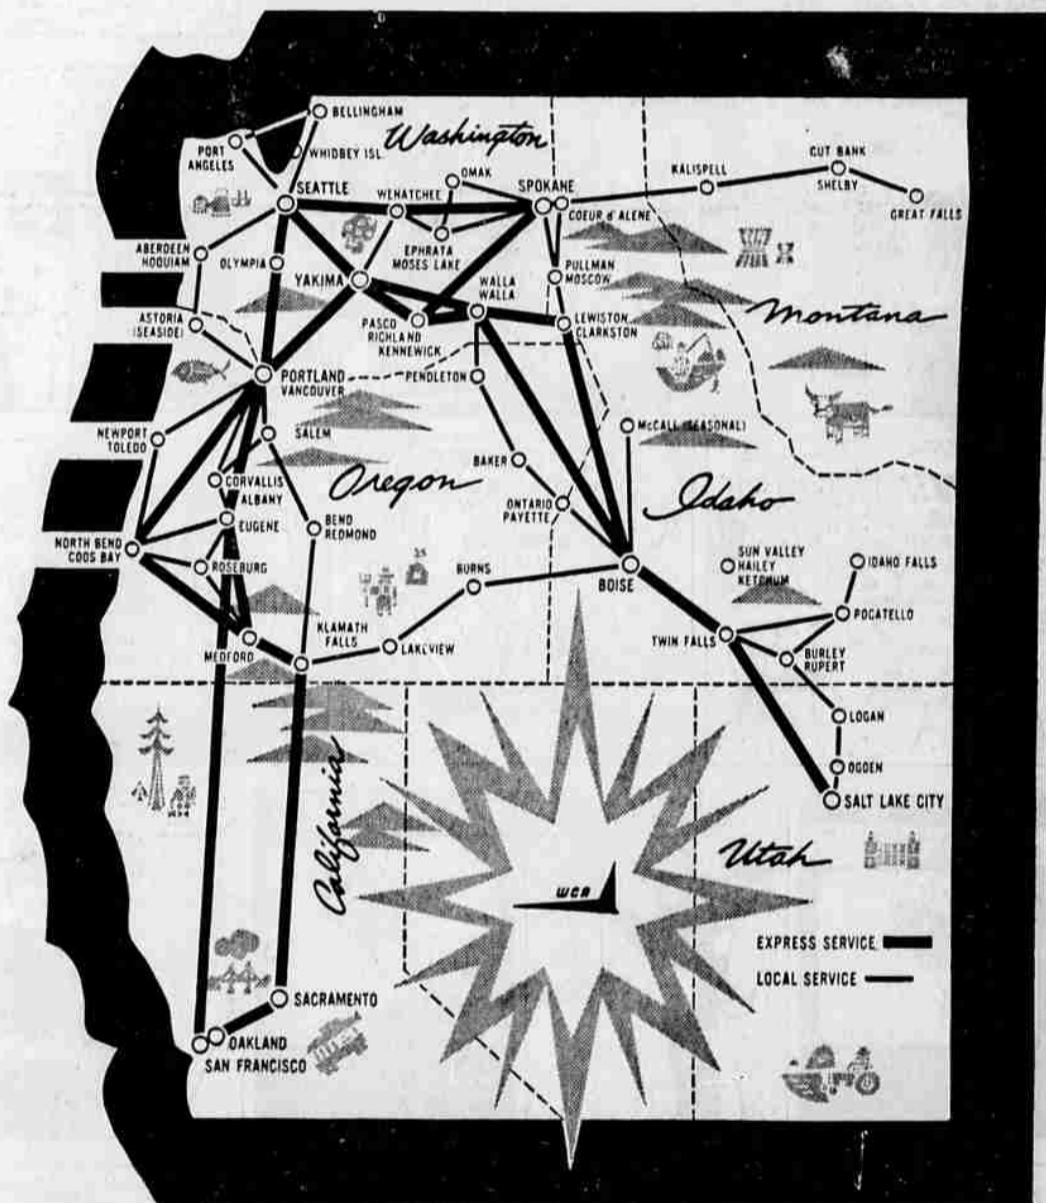 BELLINGHAM
Washington
PORT
ANGELES
WHIDBEY ISL.
OMAK
KALISPELL
CUT BANK
SHELBY
SEATTLE
WENATCHEE
SPOKANE
COEUR d'ALENE
GREAT FALLS
ABERDEEN
HOQUIAM
OLYMPIA
EPHRATA
MOSES LAKE
YAKIMA
WALLA
WALLA
PULLMAN
MOSCOW
ASTORIA
(SEASIDE)
PASCO
RICHLAND
KENNEWICK
LEWISTON
CLARKSTON
Montana
PORTLAND
VANCOUVER
PENDLETON
NEWPORT
TOLEDO
SALEM
McCALL (SEASONAL)
BAKER
CORVALLIS
ALBANY
Oregon
Idaho
ONTARIO
PAYETTE
EUGENE
BEND
REDMOND
NORTH BEND
COOS BAY
ROSEBURG
BURNS
BOISE
SUN VALLEY
HAILEY
KETCHUM
IDAHO FALLS
POCATELLO
KLAMATH
FALLS
MEDFORD
LAKEVIEW
TWIN FALLS
BURLEY
RUPERT
LOGAN
OGDEN
SALT LAKE CITY
California
Utah
WCA
EXPRESS SERVICE
LOCAL SERVICE
SACRAMENTO
OAKLAND
SAN FRANCISCO